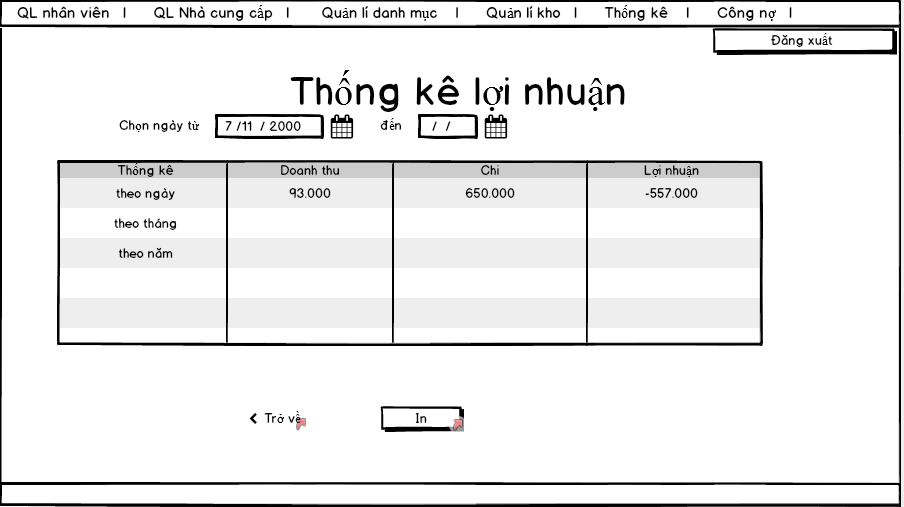 QL nhân viên | QL Nhà cung cấp | Quản lí danh mục | Quản lí kho | Thống kê | Công nợ |
Đăng xuất
Thống kê lợi nhuận
Chọn ngày từ 7 /11 / 2000 đến / /
Thống kê Doanh thu Chi Lợi nhuận
theo ngày 93.000 650.000 -557.000
theo tháng
theo năm
Trở về In